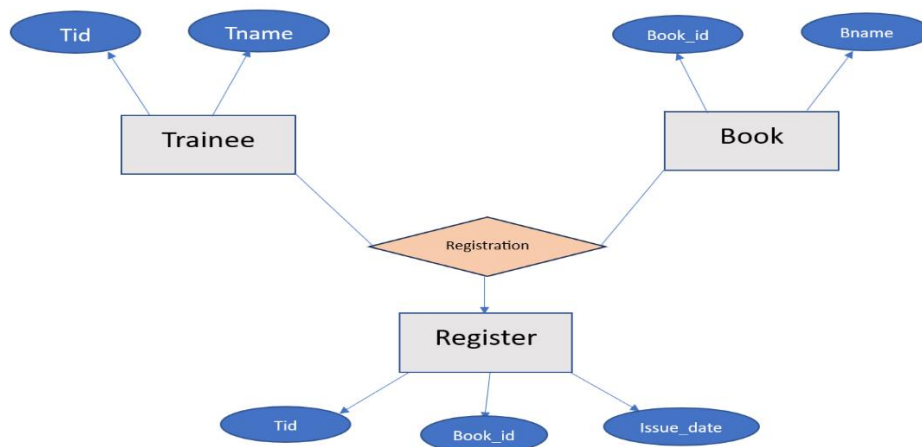 Tid
Tname
Book_id
Bname
Trainee
Book
Registration
Register
Tid
Book_id
Issue_date